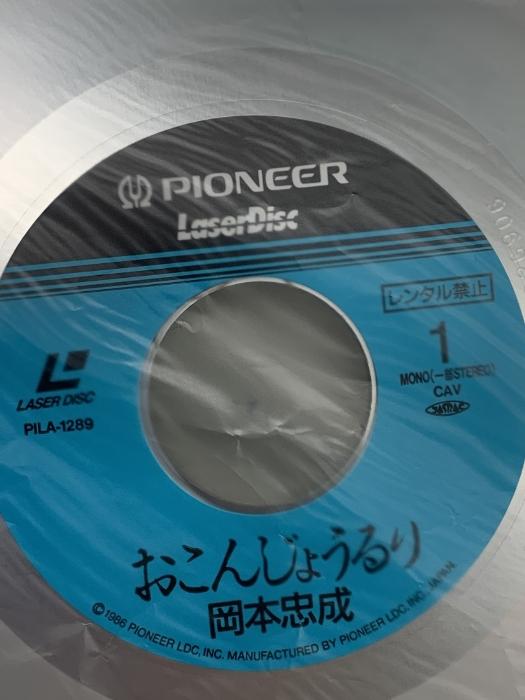 PIONEER
LaserDisc
レンタル禁止
1
MONO(一部STEREO)
CAV
LASER DISC
PILA-1289
おこんじょうるり
岡本忠成
©1986 PIONEER LDC, INC. MANUFACTURED BY PIONEER LDC, INC. JAPAN.